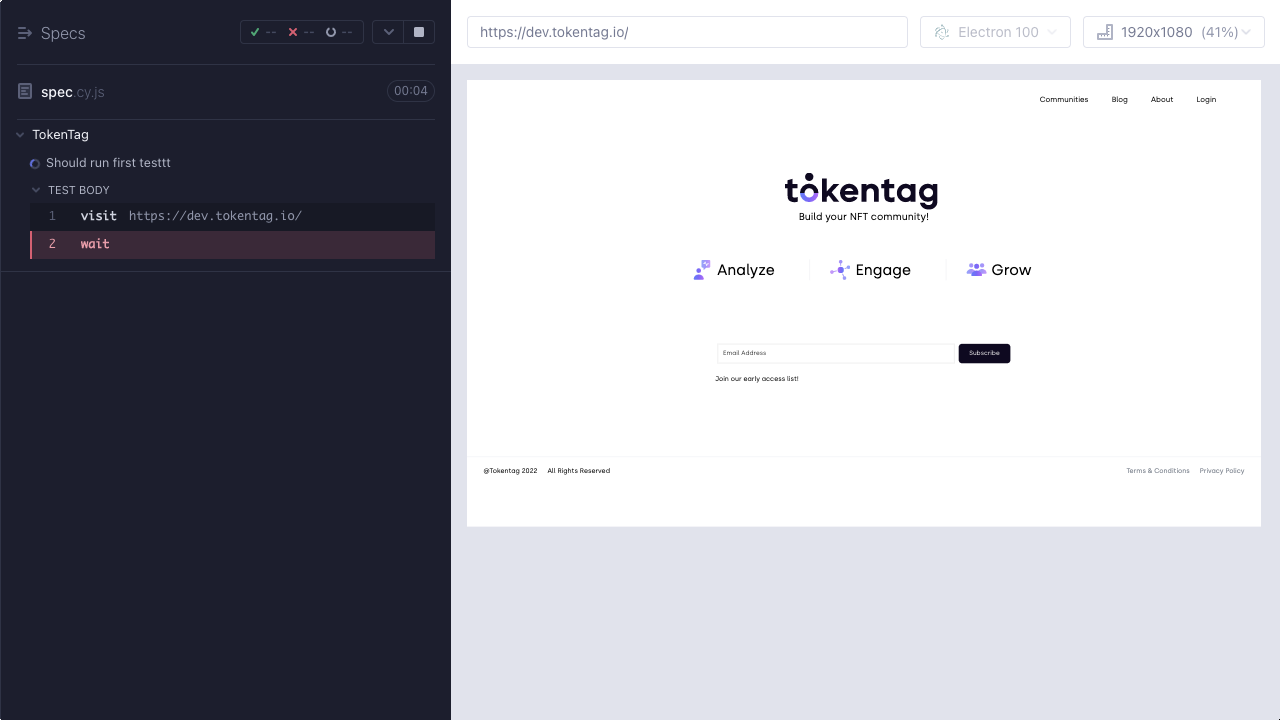 Specs
-- -- --
spec.cy.js
00:04
TokenTag
Should run first testtt
TEST BODY
1 visit https://dev.tokentag.io/
2 wait
https://dev.tokentag.io/
Electron 100
1920x1080 (41%)
Communities Blog About Login
tokentag
Build your NFT community!
Analyze Engage Grow
Email Address
Subscribe
Join our early access list!
@Tokentag 2022 All Rights Reserved
Terms & Conditions Privacy Policy